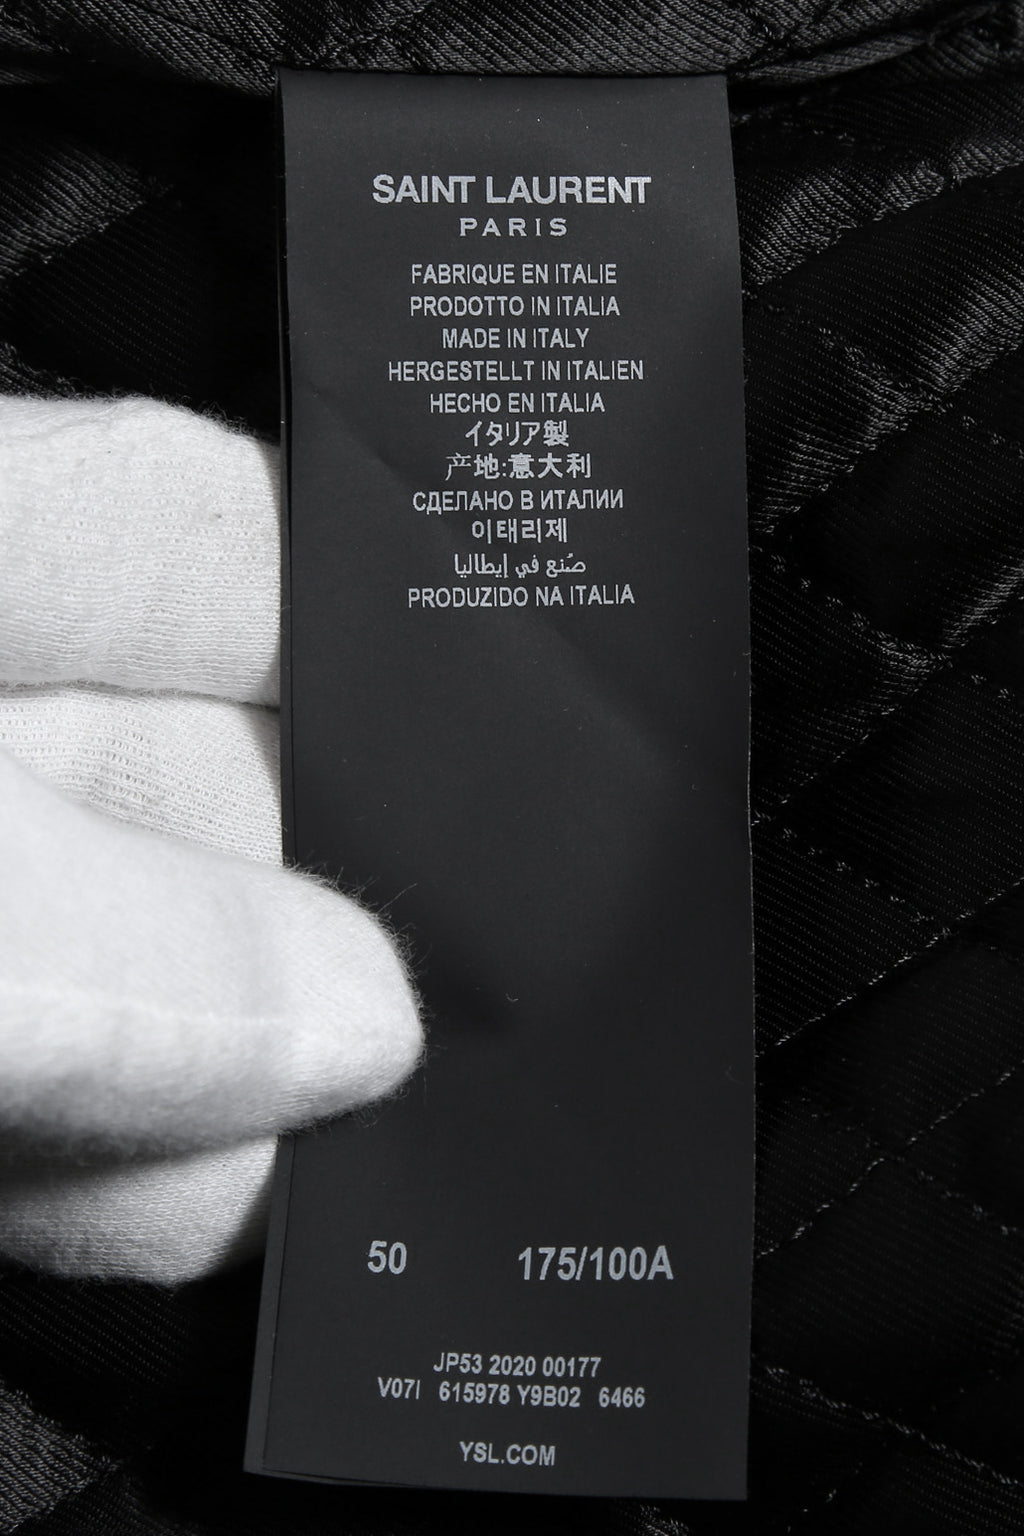 SAINT LAURENT
PARIS
FABRIQUE EN ITALIE
PRODOTTO IN ITALIA
MADE IN ITALY
HERGESTELLT IN ITALIEN
HECHO EN ITALIA
イタリア製
产地:意大利
СДЕЛАНО В ИТАЛИИ
이태리제
صُنع في إيطاليا
PRODUZIDO NA ITALIA
50 175/100A
JP53 2020 00177
V07I 615978 Y9B02 6466
YSL.COM